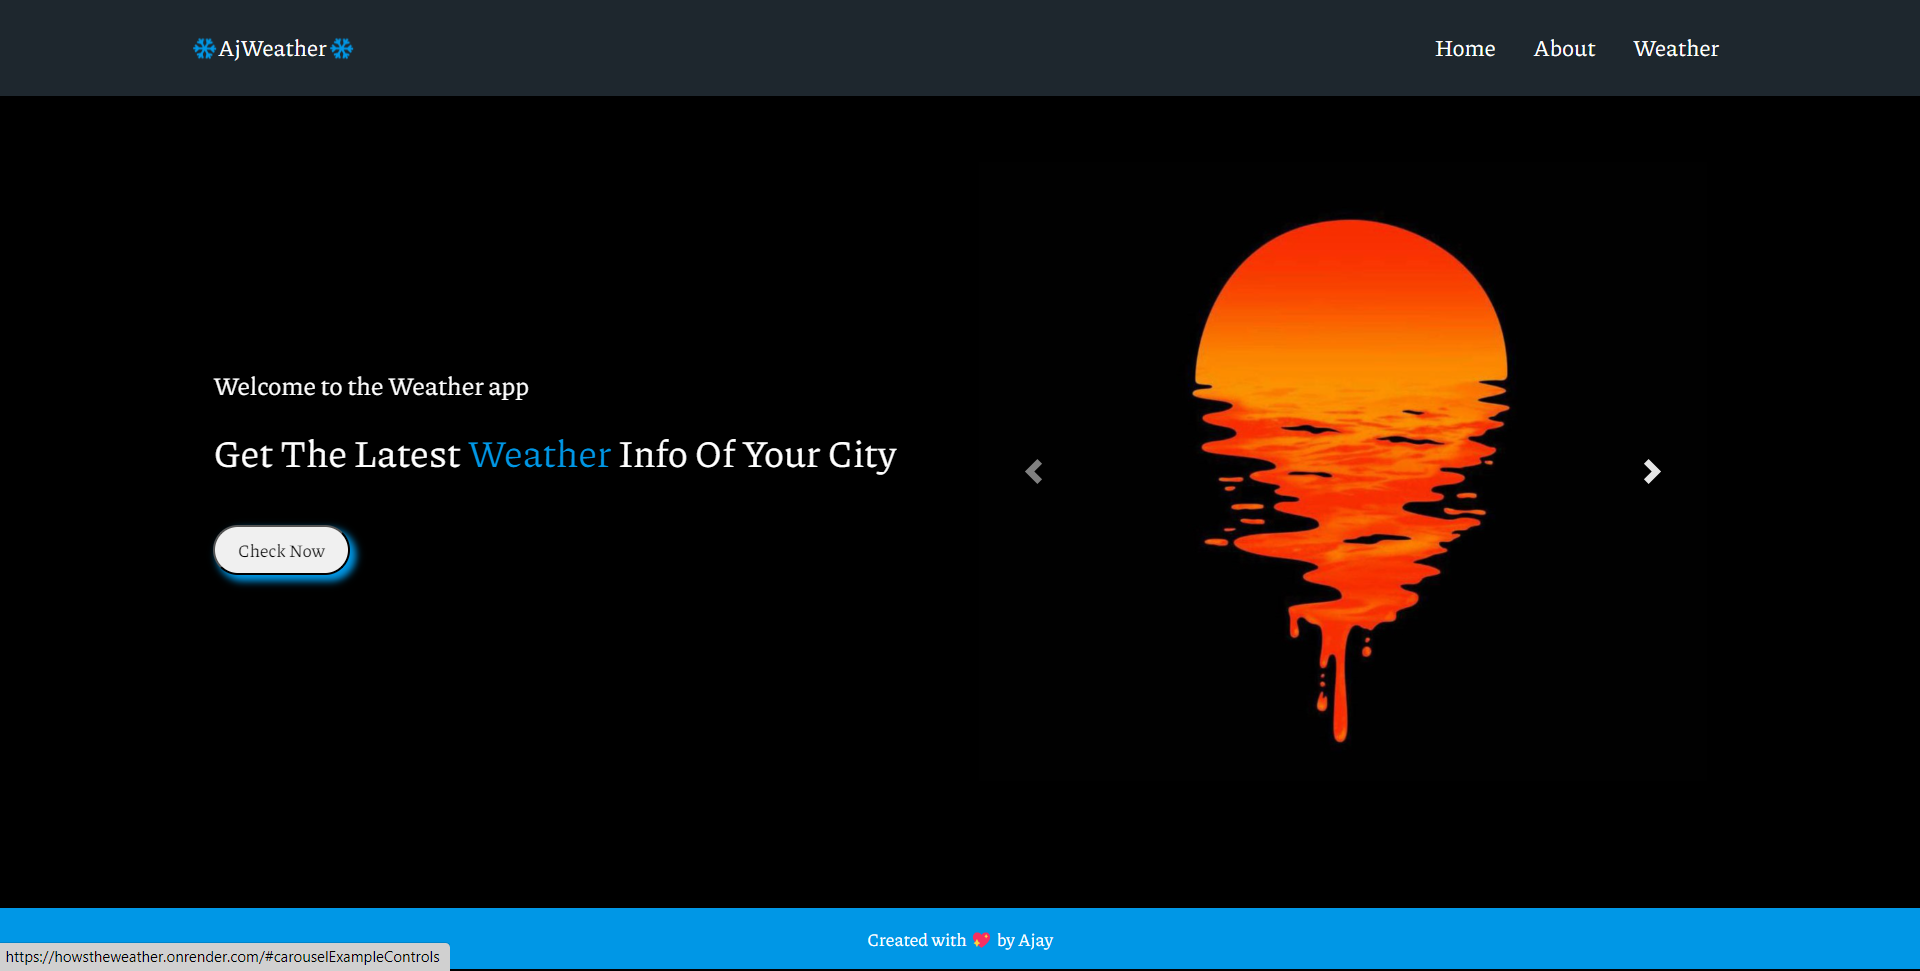 ❄AjWeather❄
Home About Weather
Welcome to the Weather app
Get The Latest Weather Info Of Your City
Check Now
Created with 💖 by Ajay
https://howstheweather.onrender.com/#carouselExampleControls